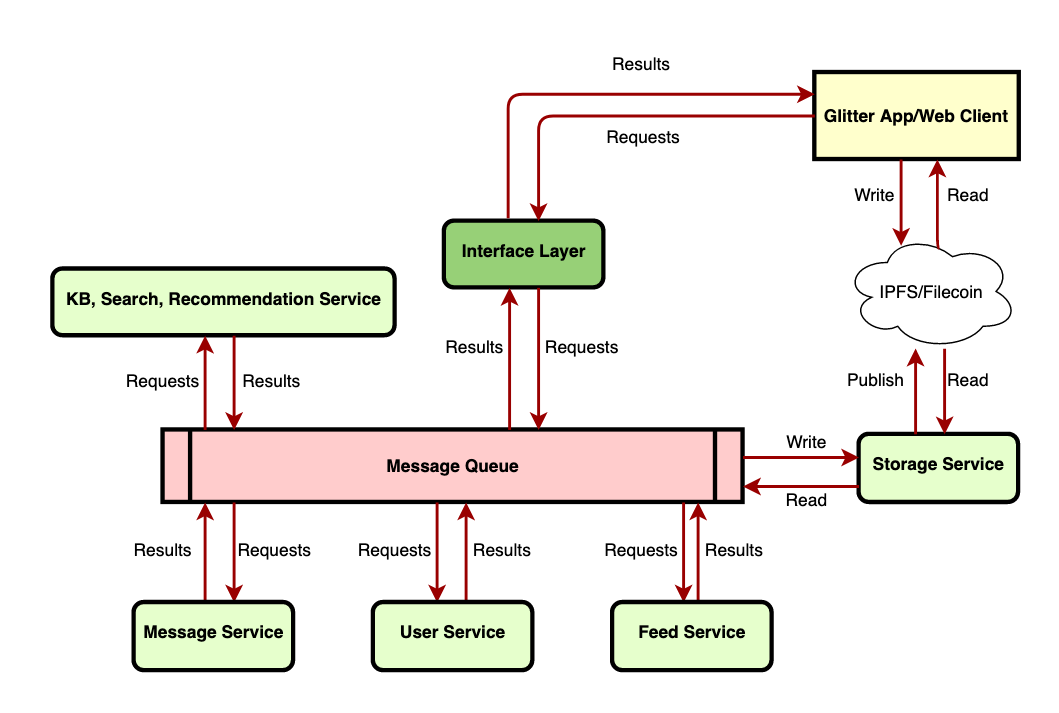 Results
Glitter App/Web Client
Requests
Write
Read
Interface Layer
KB, Search, Recommendation Service
IPFS/Filecoin
Results
Requests
Requests
Results
Publish
Read
Message Queue
Write
Storage Service
Read
Results
Requests
Requests
Results
Requests
Results
Message Service
User Service
Feed Service